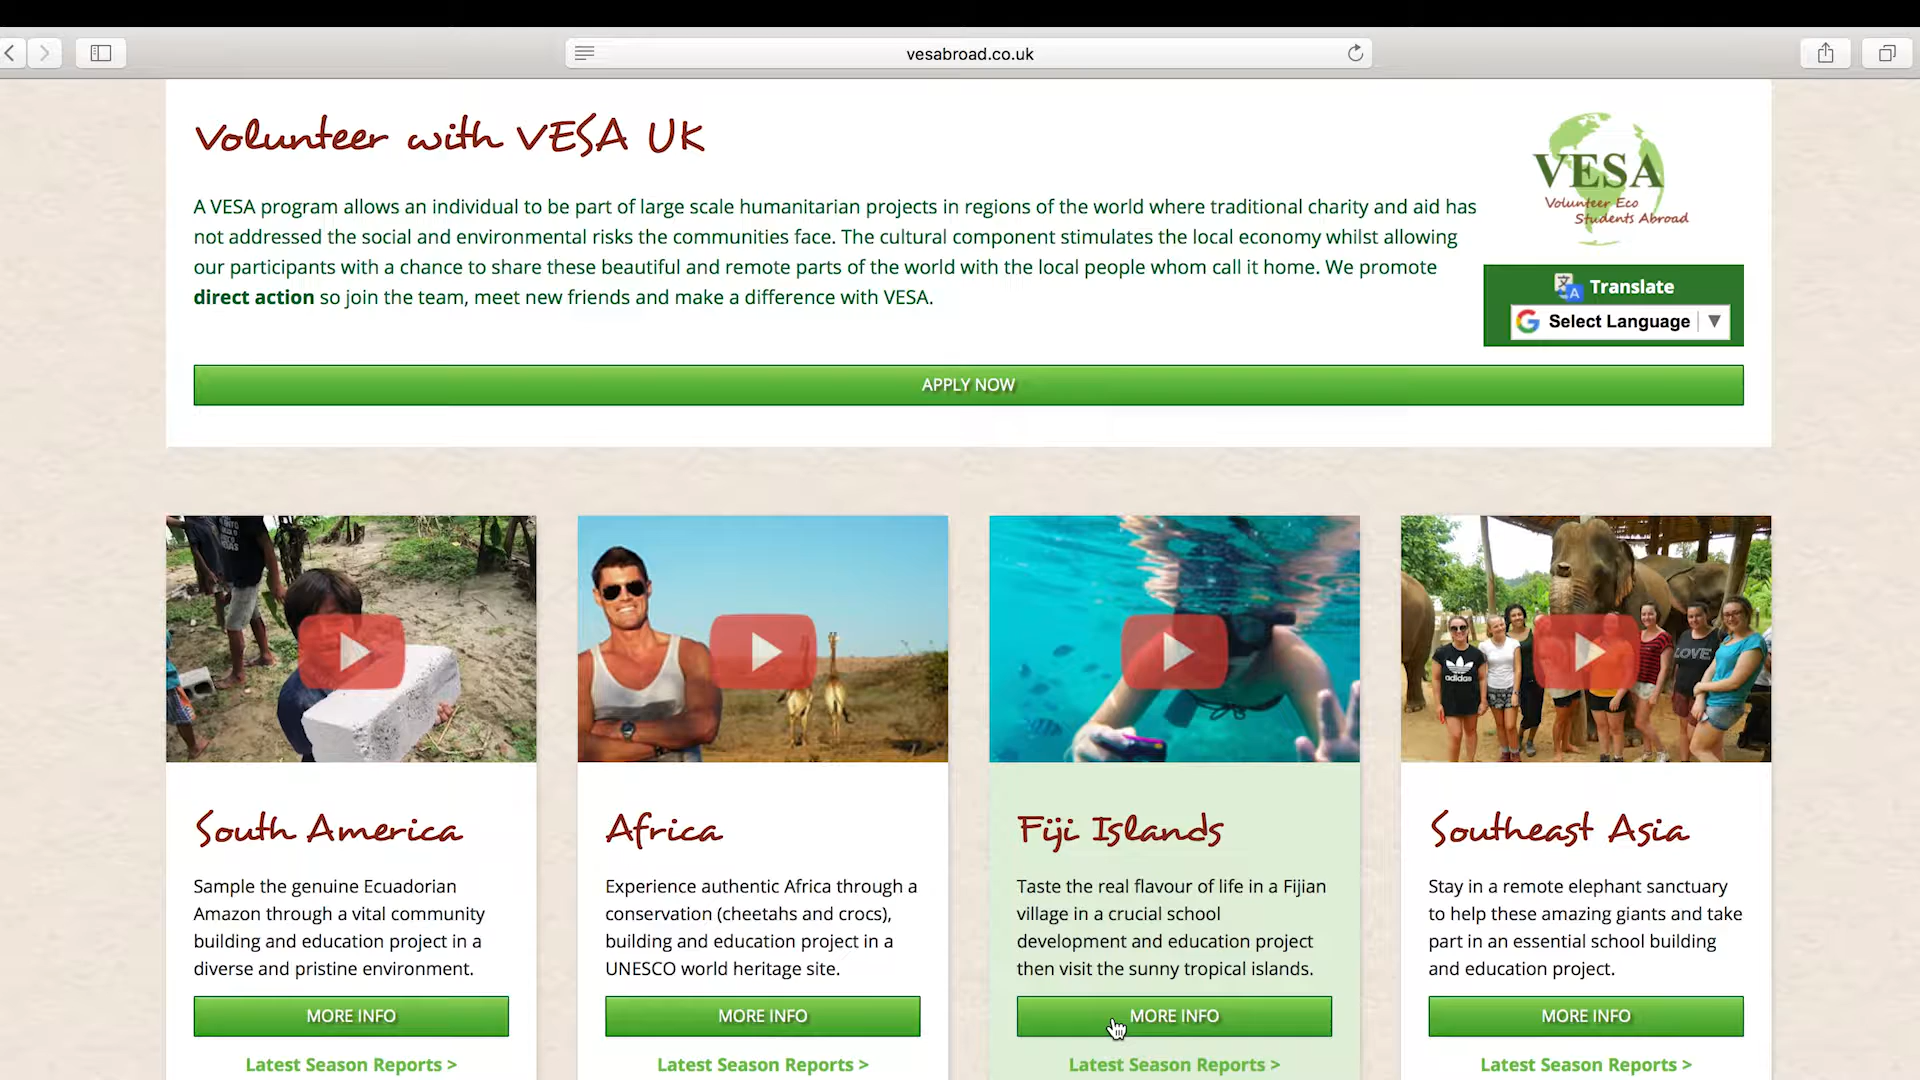 vesabroad.co.uk
Volunteer with VESA UK
VESA
Volunteer Eco
Students Abroad
A VESA program allows an individual to be part of large scale humanitarian projects in regions of the world where traditional charity and aid has
not addressed the social and environmental risks the communities face. The cultural component stimulates the local economy whilst allowing
our participants with a chance to share these beautiful and remote parts of the world with the local people whom call it home. We promote
direct action so join the team, meet new friends and make a difference with VESA.
Translate
Select Language
APPLY NOW
adidas
LOVE
South America
Sample the genuine Ecuadorian
Amazon through a vital community
building and education project in a
diverse and pristine environment.
MORE INFO
Latest Season Reports >
Africa
Experience authentic Africa through a
conservation (cheetahs and crocs),
building and education project in a
UNESCO world heritage site.
MORE INFO
Latest Season Reports >
Fiji Islands
Taste the real flavour of life in a Fijian
village in a crucial school
development and education project
then visit the sunny tropical islands.
MORE INFO
Latest Season Reports >
Southeast Asia
Stay in a remote elephant sanctuary
to help these amazing giants and take
part in an essential school building
and education project.
MORE INFO
Latest Season Reports >